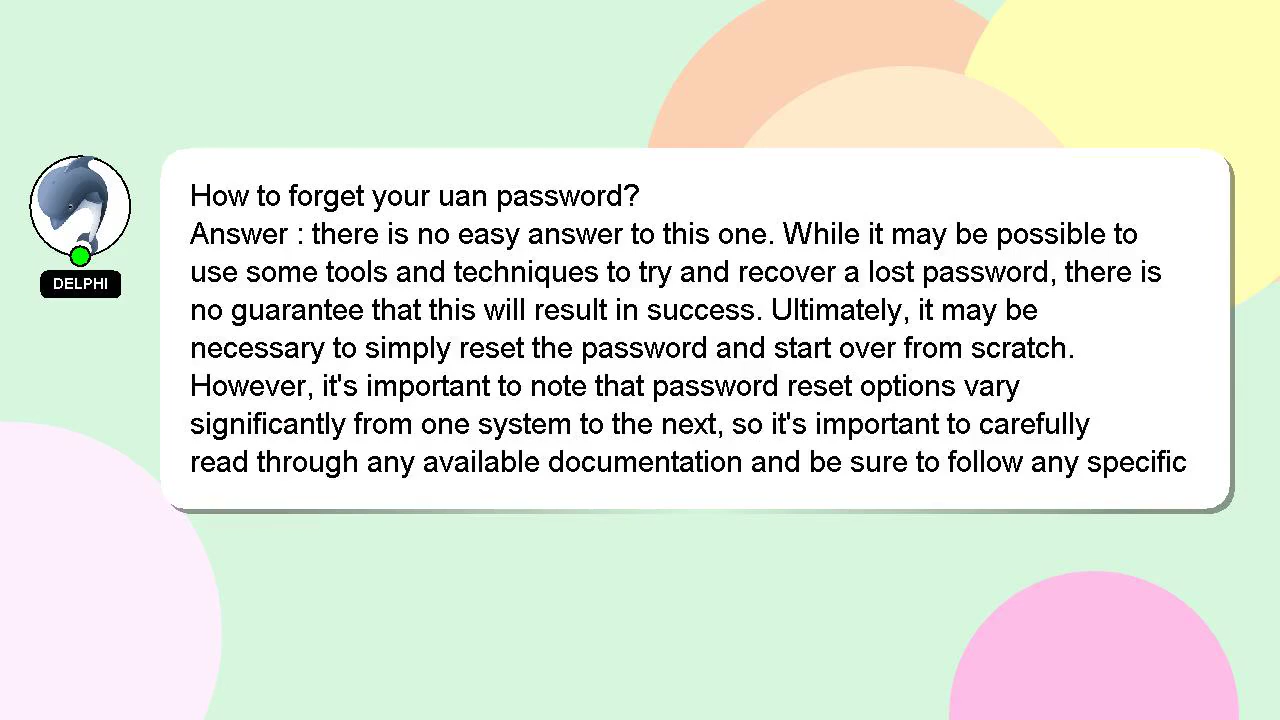 How to forget your uan password?
Answer : there is no easy answer to this one. While it may be possible to
use some tools and techniques to try and recover a lost password, there is
no guarantee that this will result in success. Ultimately, it may be
necessary to simply reset the password and start over from scratch.
However, it's important to note that password reset options vary
significantly from one system to the next, so it's important to carefully
read through any available documentation and be sure to follow any specific
DELPHI